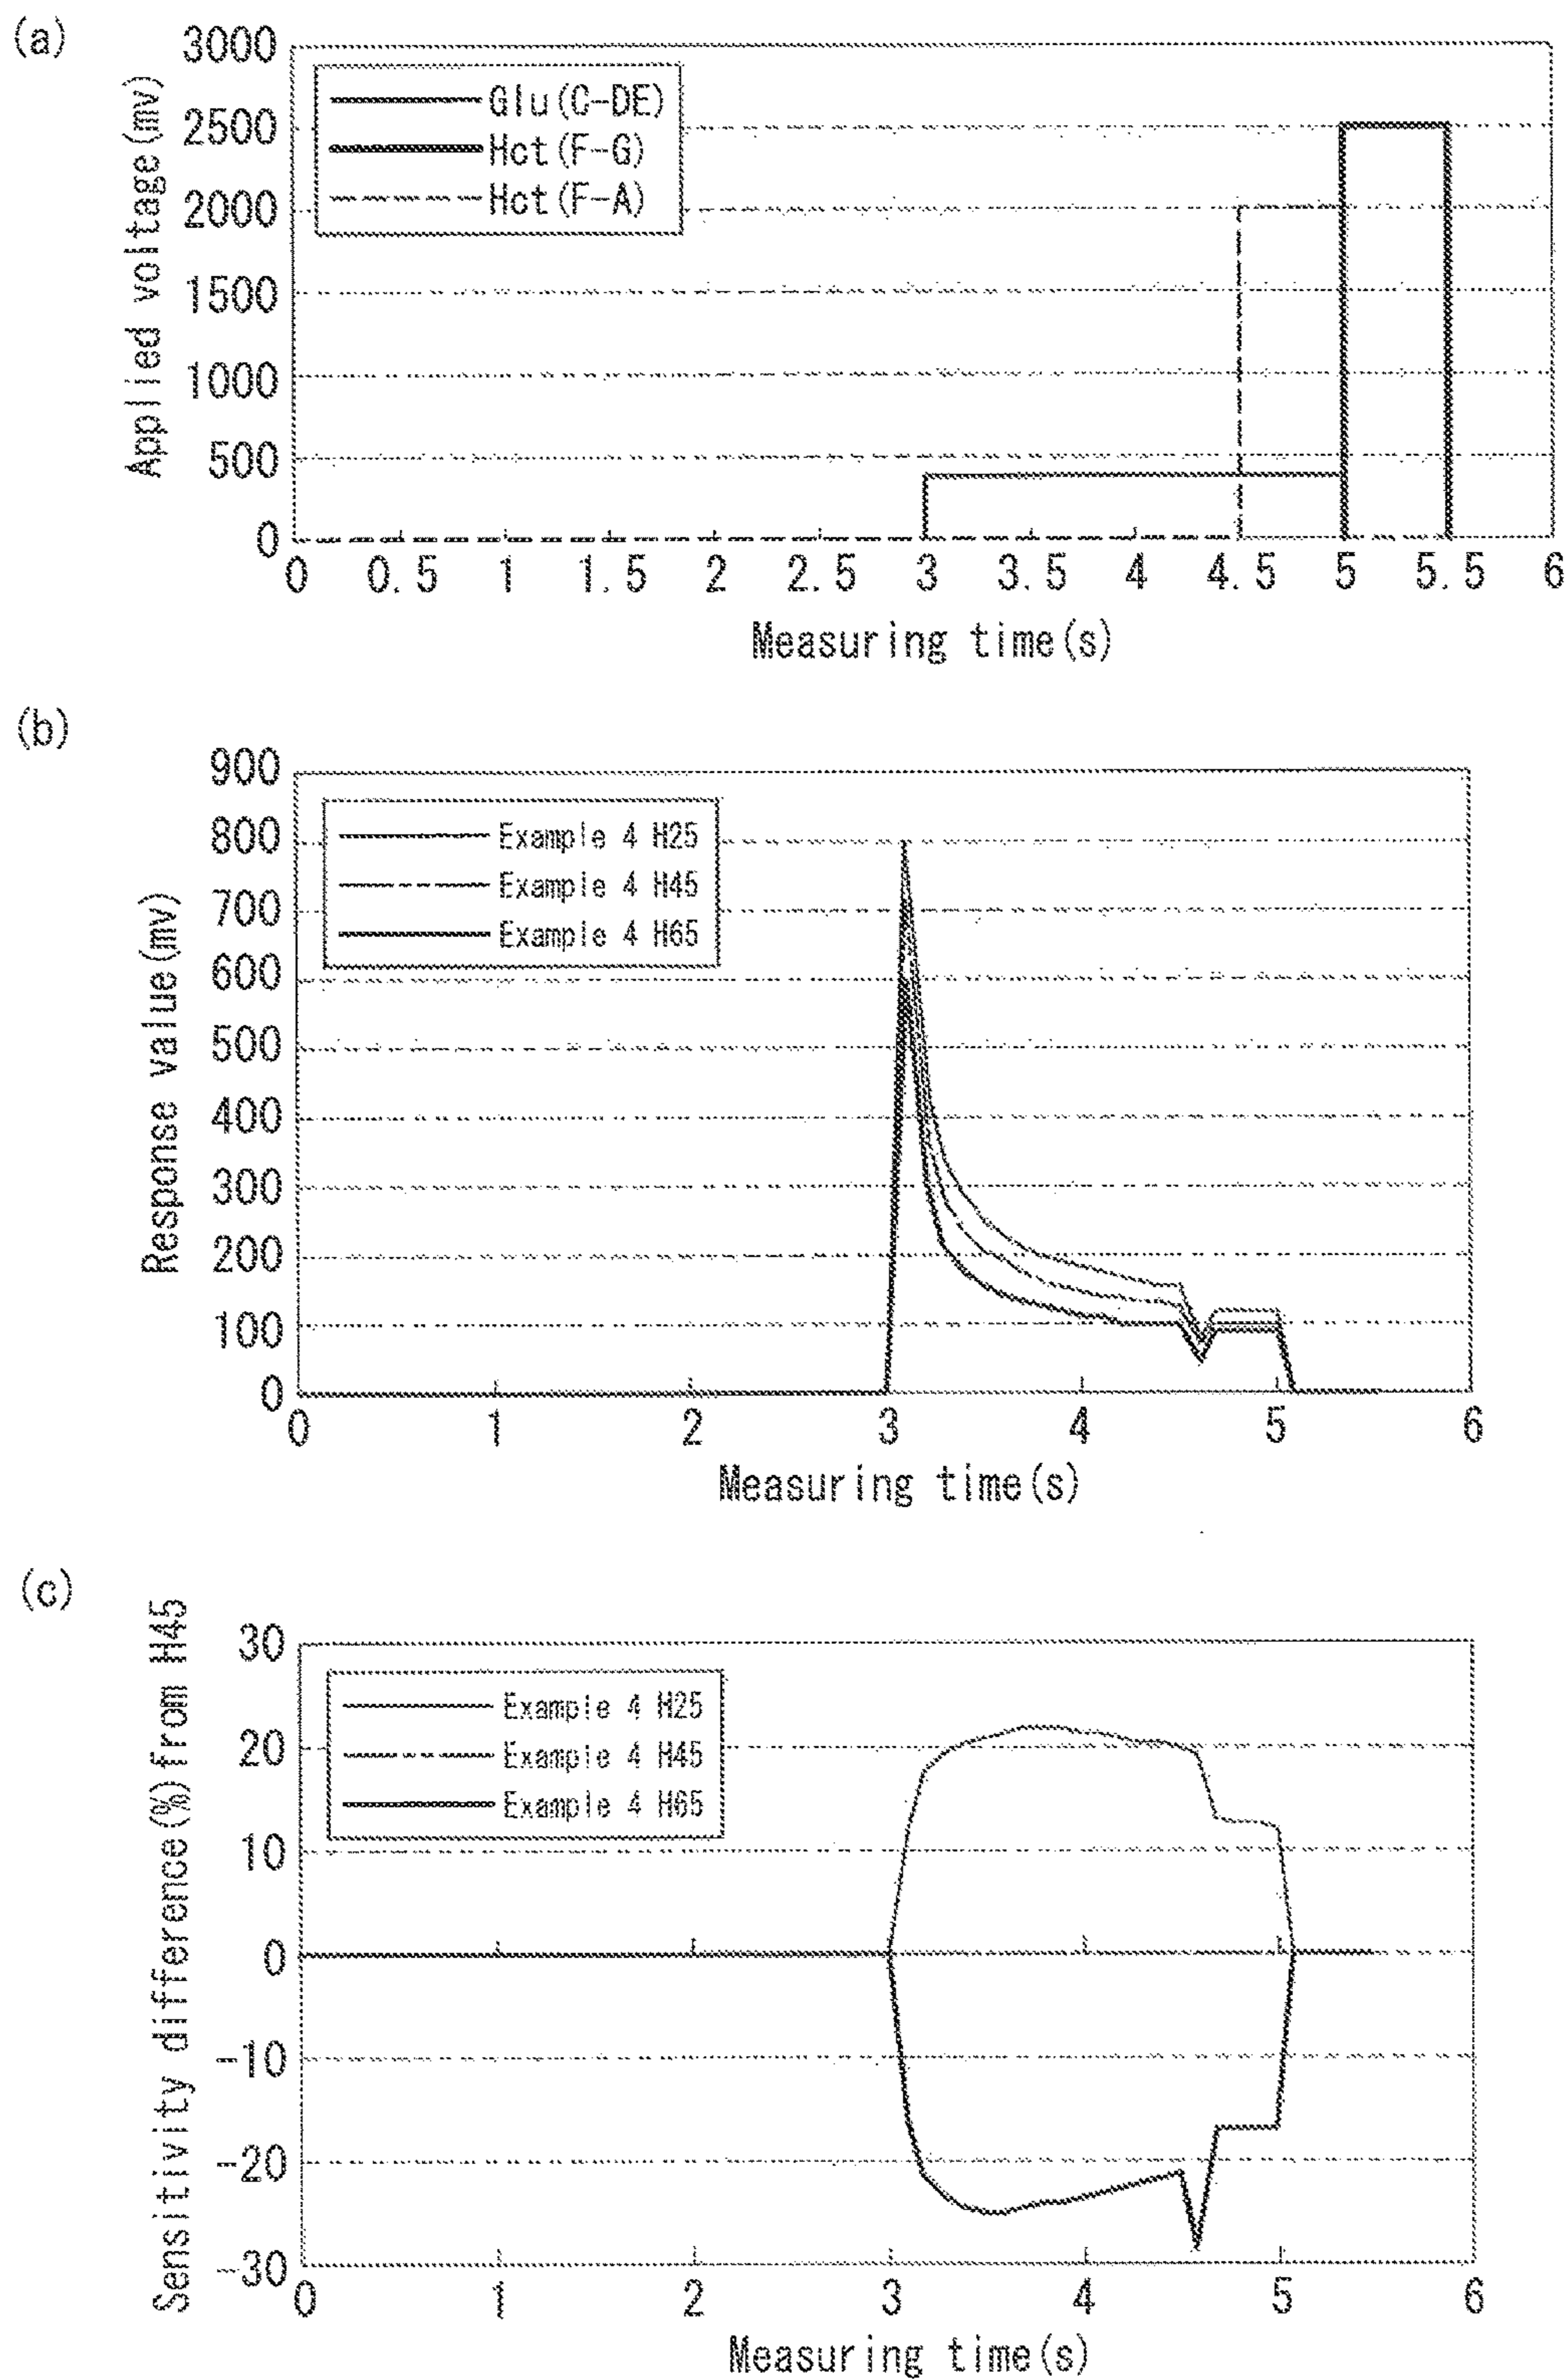 (a)
Applied voltage(mv)
3000
2500
2000
1500
1000
500
0
Glu(C-DE)
Hct(F-G)
Hct(F-A)
0 0.5 1 1.5 2 2.5 3 3.5 4 4.5 5 5.5 6
Measuring time(s)
(b)
Response value(mv)
900
800
700
600
500
400
300
200
100
0
Example 4 H25
Example 4 H45
Example 4 H65
0 1 2 3 4 5 6
Measuring time(s)
(c)
Sensitivity difference(%)from H45
30
20
10
0
-10
-20
-30
Example 4 H25
Example 4 H45
Example 4 H65
0 1 2 3 4 5 6
Measuring time(s)